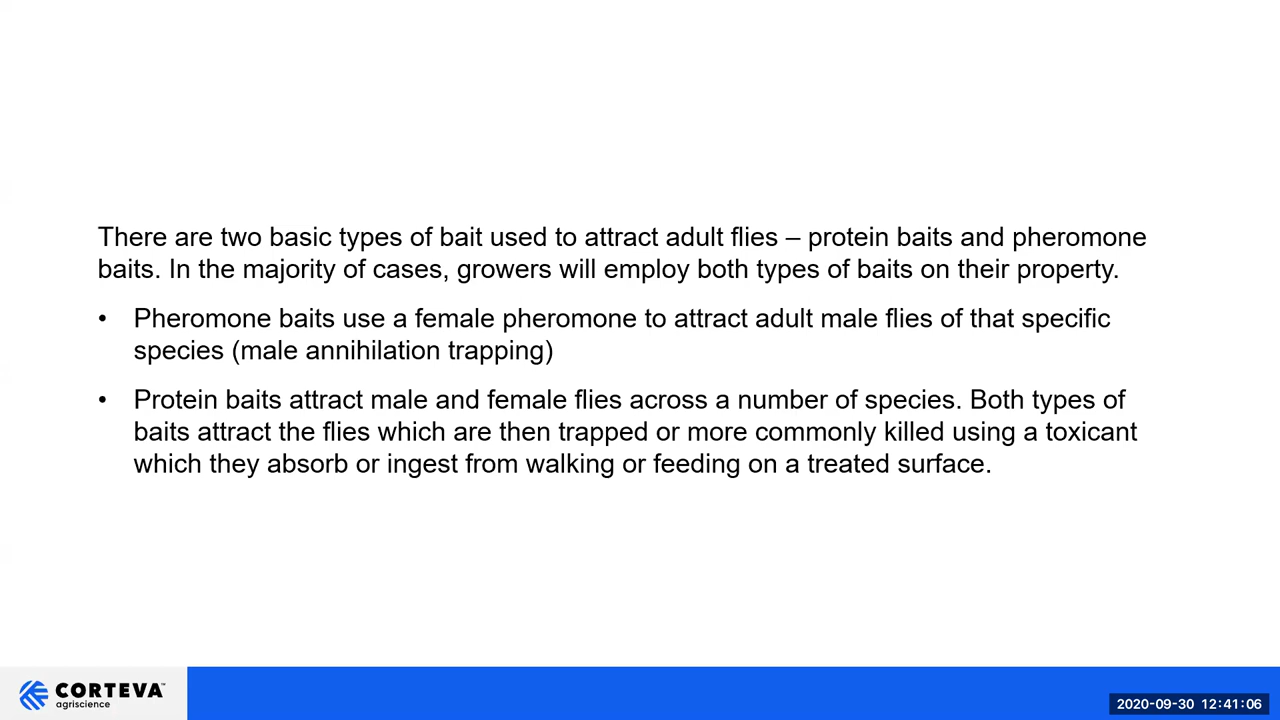 There are two basic types of bait used to attract adult flies – protein baits and pheromone
baits. In the majority of cases, growers will employ both types of baits on their property.
• Pheromone baits use a female pheromone to attract adult male flies of that specific
species (male annihilation trapping)
• Protein baits attract male and female flies across a number of species. Both types of
baits attract the flies which are then trapped or more commonly killed using a toxicant
which they absorb or ingest from walking or feeding on a treated surface.
CORTEVA™
agriscience
2020-09-30 12:41:06